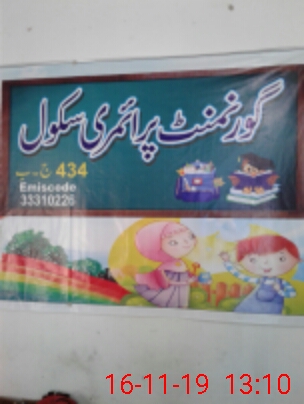 گورنمنٹ پرائمری سکول
434 ج ۔ ب
Emiscode
33310226
16-11-19 13:10